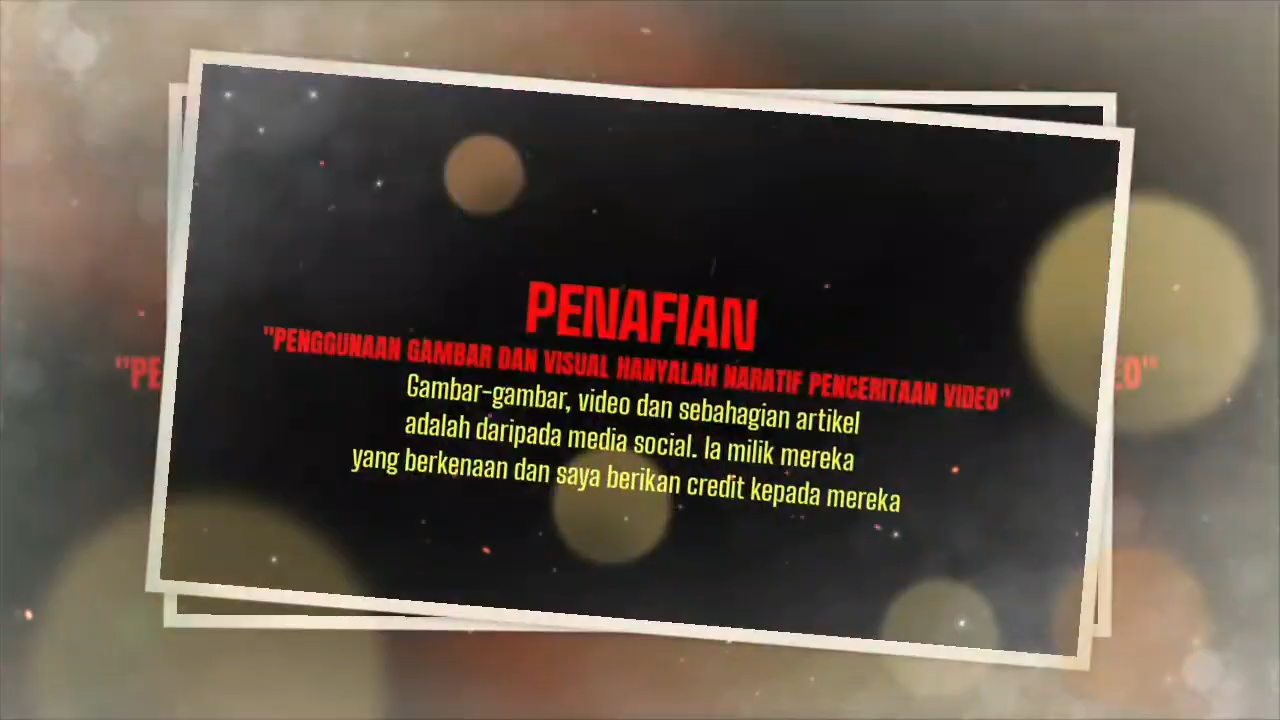 PENAFIAN
"PENGGUNAAN GAMBAR DAN VISUAL HANYALAH NARATIF PENCERITAAN VIDEO"
Gambar-gambar, video dan sebahagian artikel
adalah daripada media social. Ia milik mereka
yang berkenaan dan saya berikan credit kepada mereka